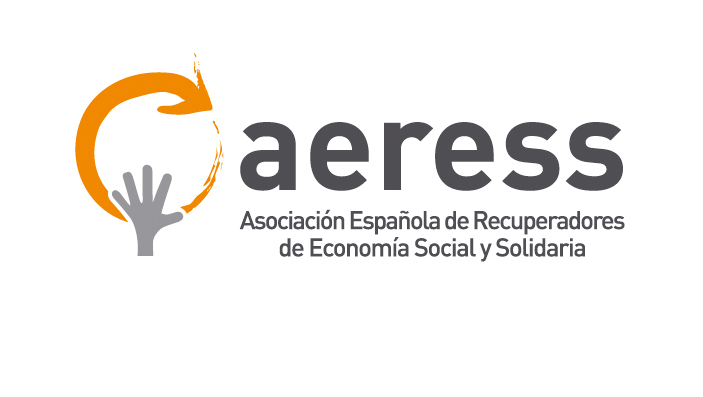 aeress
Asociación Española de Recuperadores
de Economía Social y Solidaria